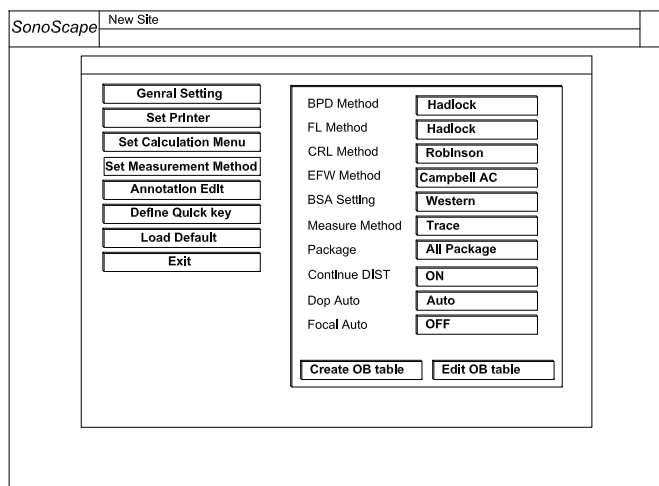 SonoScape
New Site
Genral Setting
Set Printer
Set Calculation Menu
Set Measurement Method
Annotation Edit
Define Quick key
Load Default
Exit
BPD Method Hadlock
FL Method Hadlock
CRL Method Robinson
EFW Method Campbell AC
BSA Setting Western
Measure Method Trace
Package All Package
Continue DIST ON
Dop Auto Auto
Focal Auto OFF
Create OB table Edit OB table